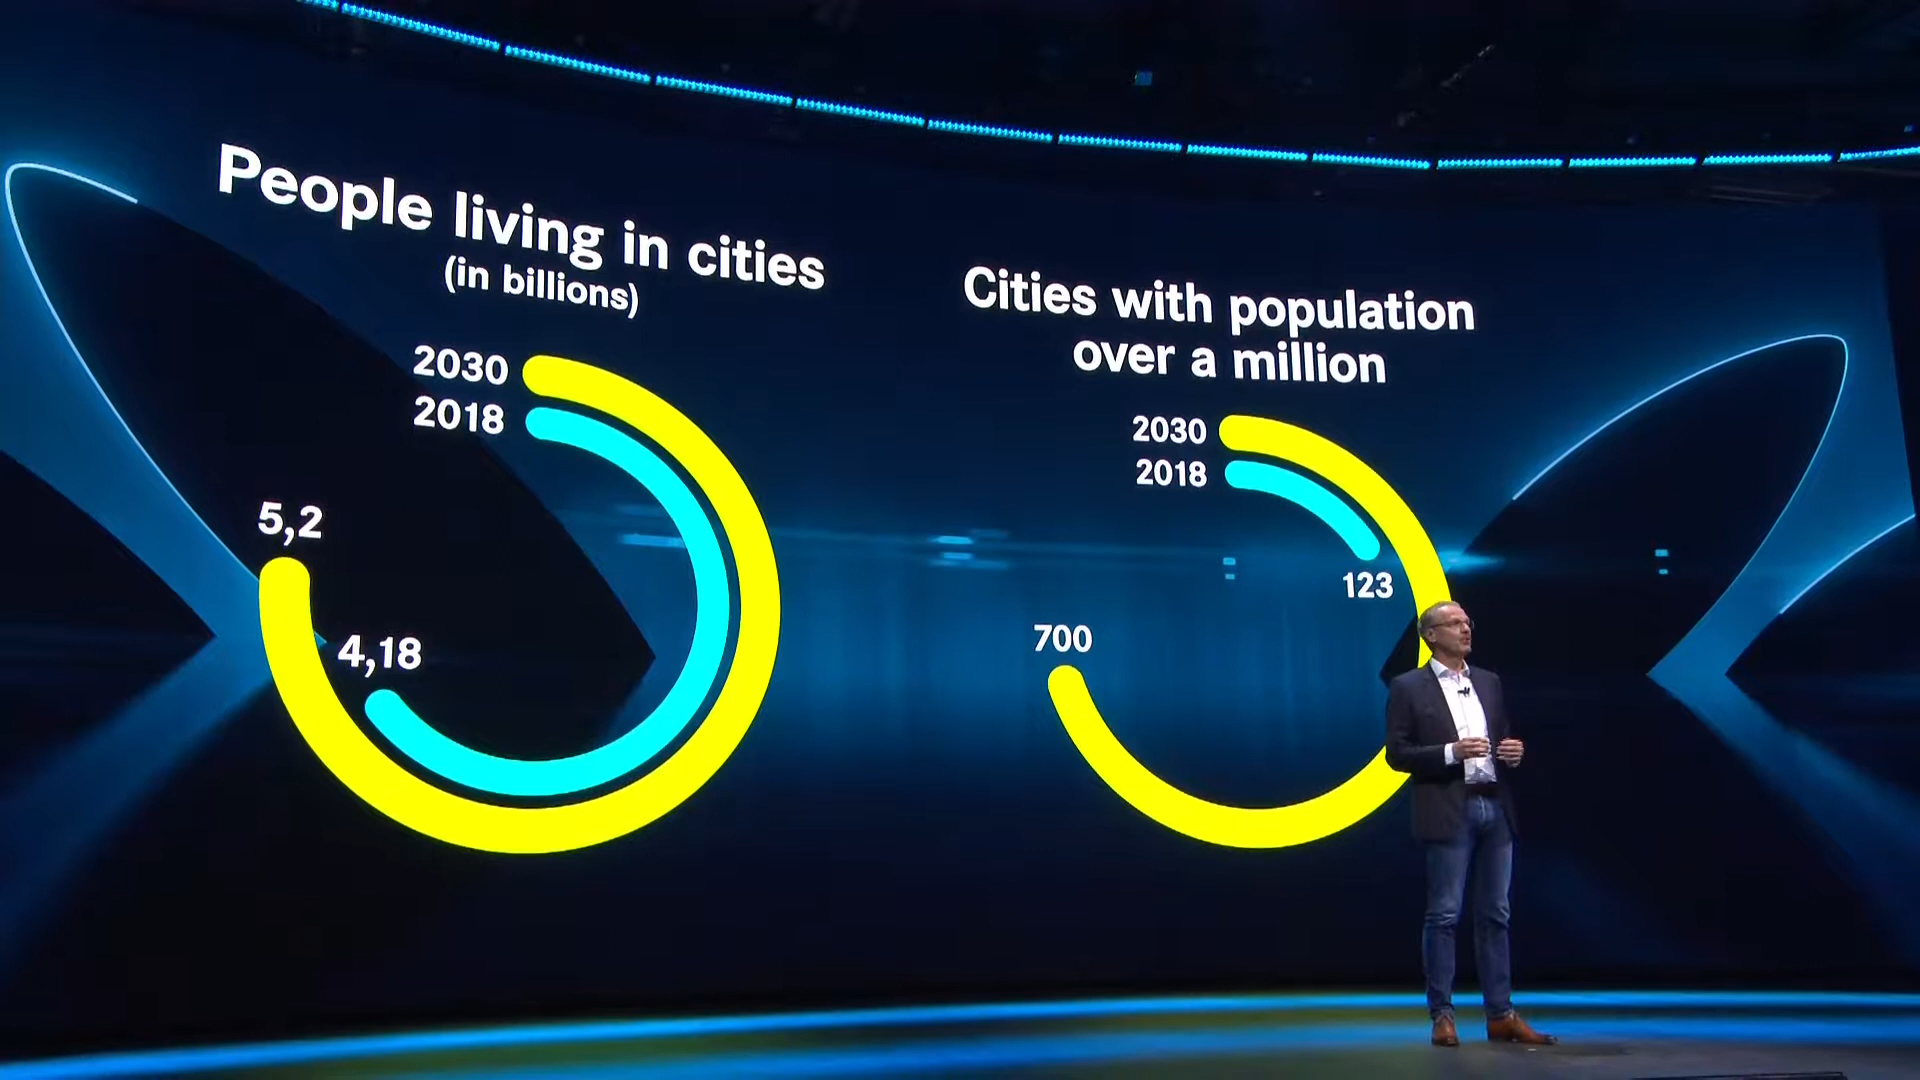 People living in cities
(in billions)
2030
2018
5,2
4,18
Cities with population
over a million
2030
2018
123
700